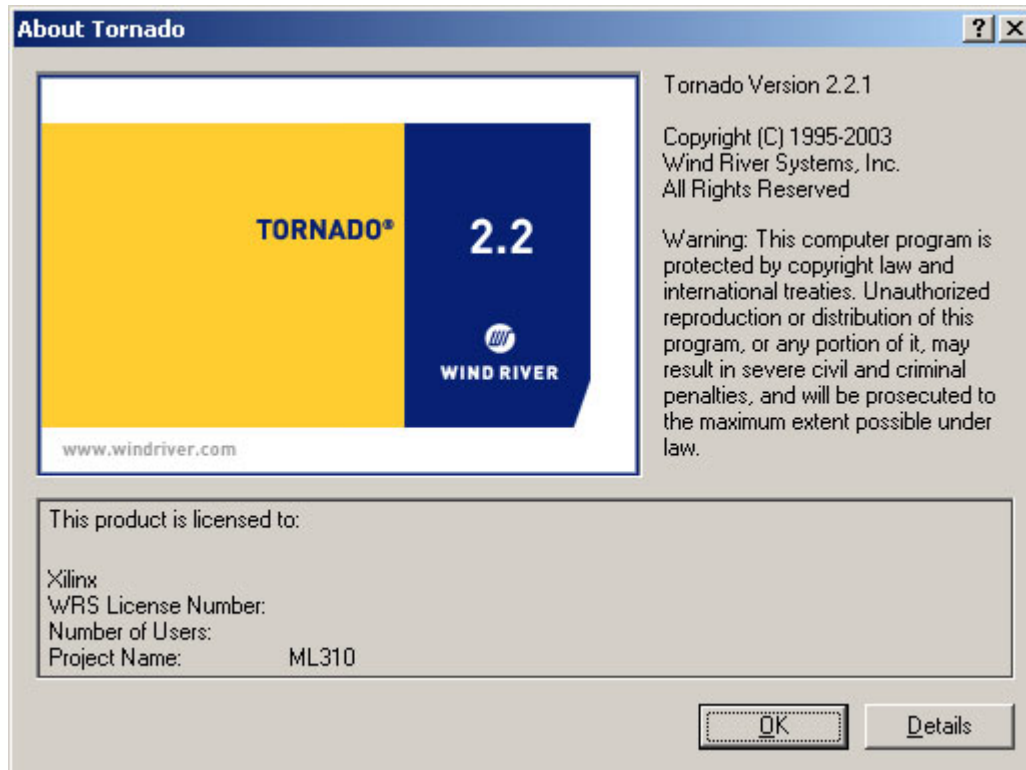 About Tornado
TORNADO®
2.2
WIND RIVER
www.windriver.com
Tornado Version 2.2.1
Copyright (C) 1995-2003
Wind River Systems, Inc.
All Rights Reserved
Warning: This computer program is
protected by copyright law and
international treaties. Unauthorized
reproduction or distribution of this
program, or any portion of it, may
result in severe civil and criminal
penalties, and will be prosecuted to
the maximum extent possible under
law.
This product is licensed to:
Xilinx
WRS License Number:
Number of Users:
Project Name: ML310
OK
Details